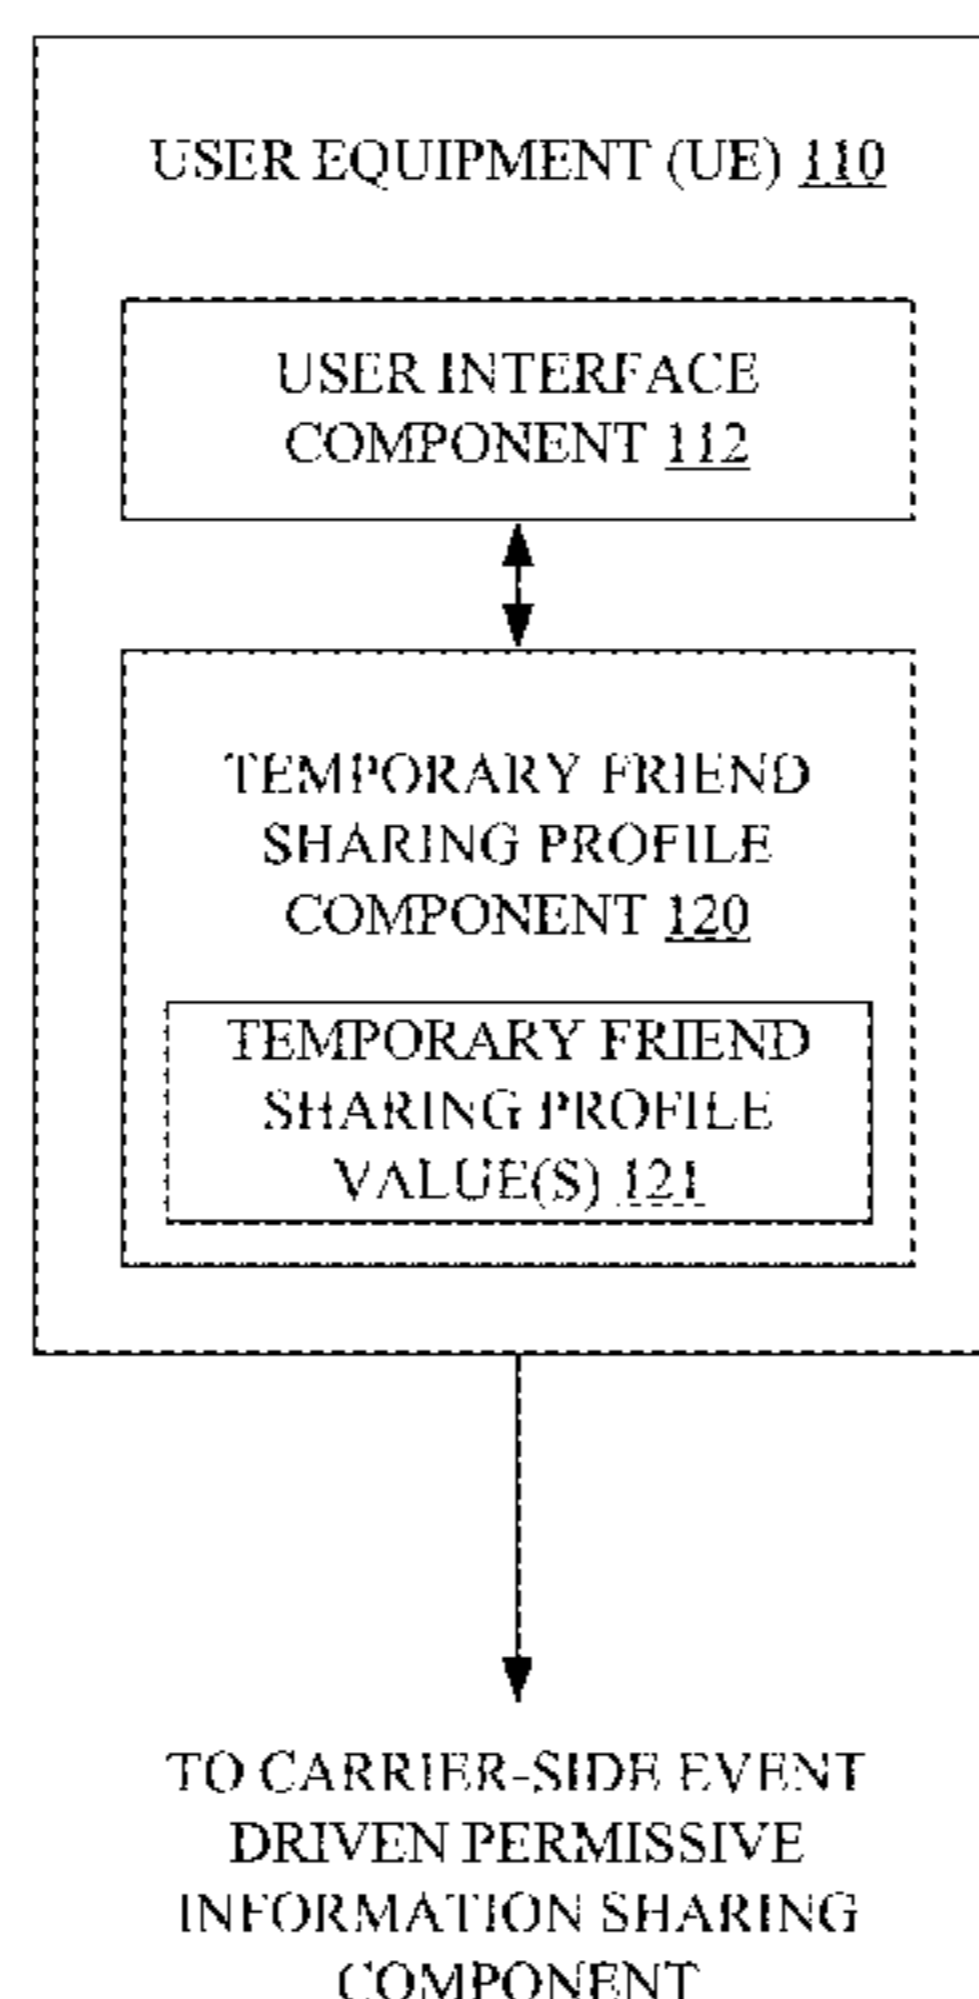 USER EQUIPMENT (UE) 110
USER INTERFACE
COMPONENT 112
TEMPORARY FRIEND
SHARING PROFILE
COMPONENT 120
TEMPORARY FRIEND
SHARING PROFILE
VALUE(S) 121
TO CARRIER-SIDE EVENT
DRIVEN PERMISSIVE
INFORMATION SHARING
COMPONENT